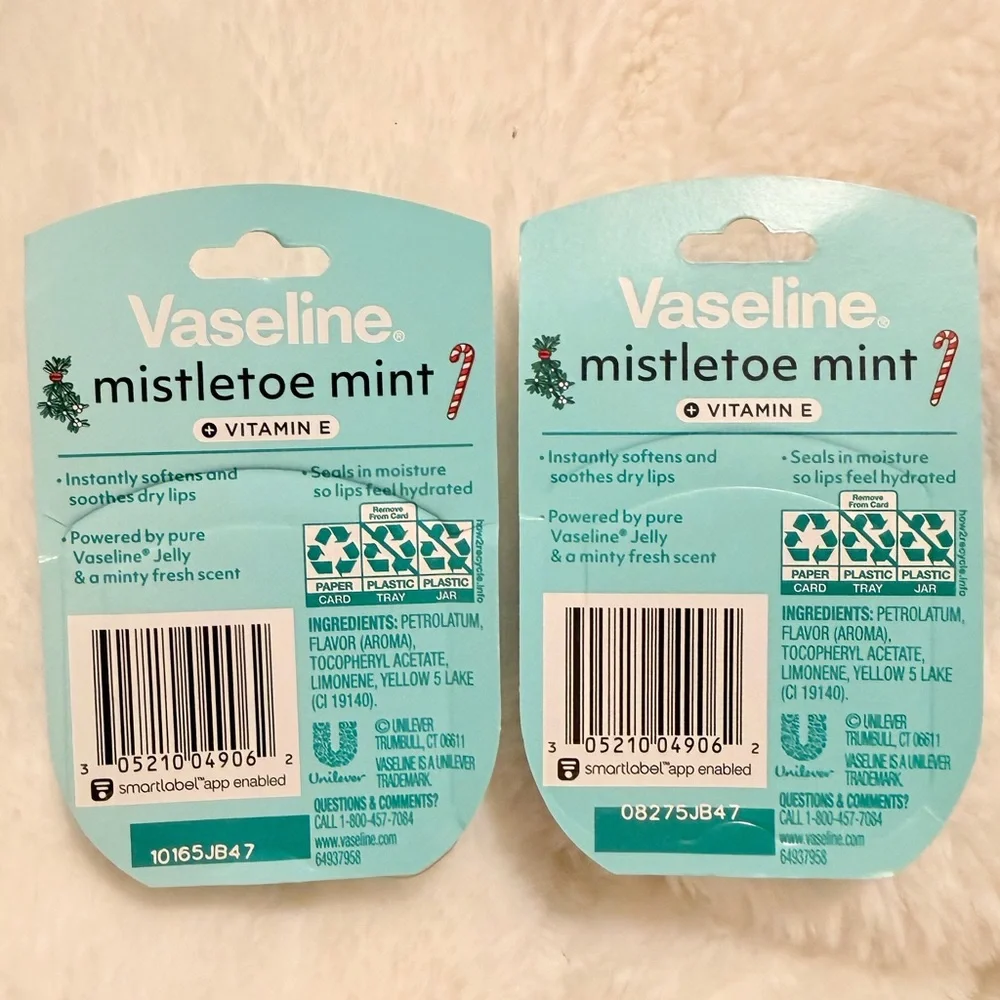 Vaseline®
mistletoe mint
+ VITAMIN E
• Instantly softens and
soothes dry lips
• Seals in moisture
so lips feel hydrated
• Powered by pure
Vaseline® Jelly
& a minty fresh scent
Remove
From Card
PAPER PLASTIC PLASTIC
CARD TRAY JAR
how2recycle.info
INGREDIENTS: PETROLATUM,
FLAVOR (AROMA),
TOCOPHERYL ACETATE,
LIMONENE, YELLOW 5 LAKE
(CI 19140).
3 05210 04906 2
smartlabel™ app enabled
Unilever
© UNILEVER
TRUMBULL, CT 06611
VASELINE IS A UNILEVER
TRADEMARK.
QUESTIONS & COMMENTS?
CALL 1-800-457-7084
www.vaseline.com
64937958
10165JB47
Vaseline®
mistletoe mint
+ VITAMIN E
• Instantly softens and
soothes dry lips
• Seals in moisture
so lips feel hydrated
• Powered by pure
Vaseline® Jelly
& a minty fresh scent
Remove
From Card
PAPER PLASTIC PLASTIC
CARD TRAY JAR
how2recycle.info
INGREDIENTS: PETROLATUM,
FLAVOR (AROMA),
TOCOPHERYL ACETATE,
LIMONENE, YELLOW 5 LAKE
(CI 19140).
3 05210 04906 2
smartlabel™ app enabled
Unilever
© UNILEVER
TRUMBULL, CT 06611
VASELINE IS A UNILEVER
TRADEMARK.
QUESTIONS & COMMENTS?
CALL 1-800-457-7084
www.vaseline.com
64937958
08275JB47